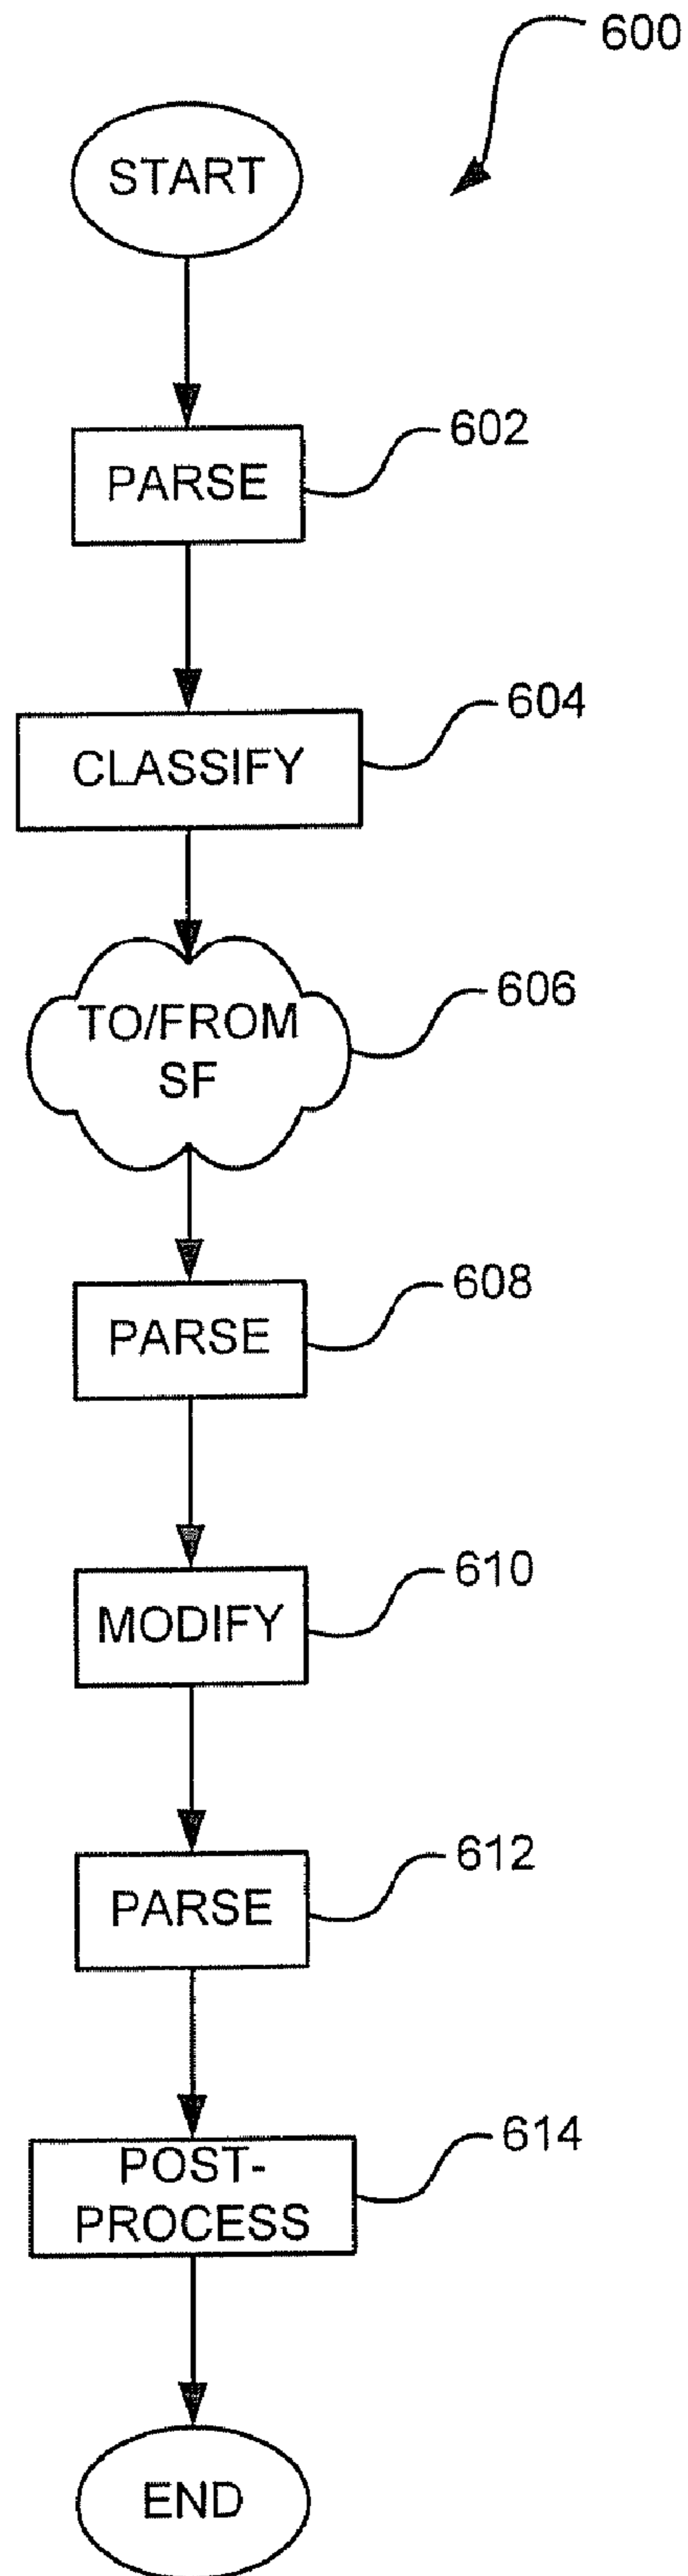 600
START
602
PARSE
604
CLASSIFY
606
TO/FROM
SF
608
PARSE
610
MODIFY
612
PARSE
614
POST-
PROCESS
END